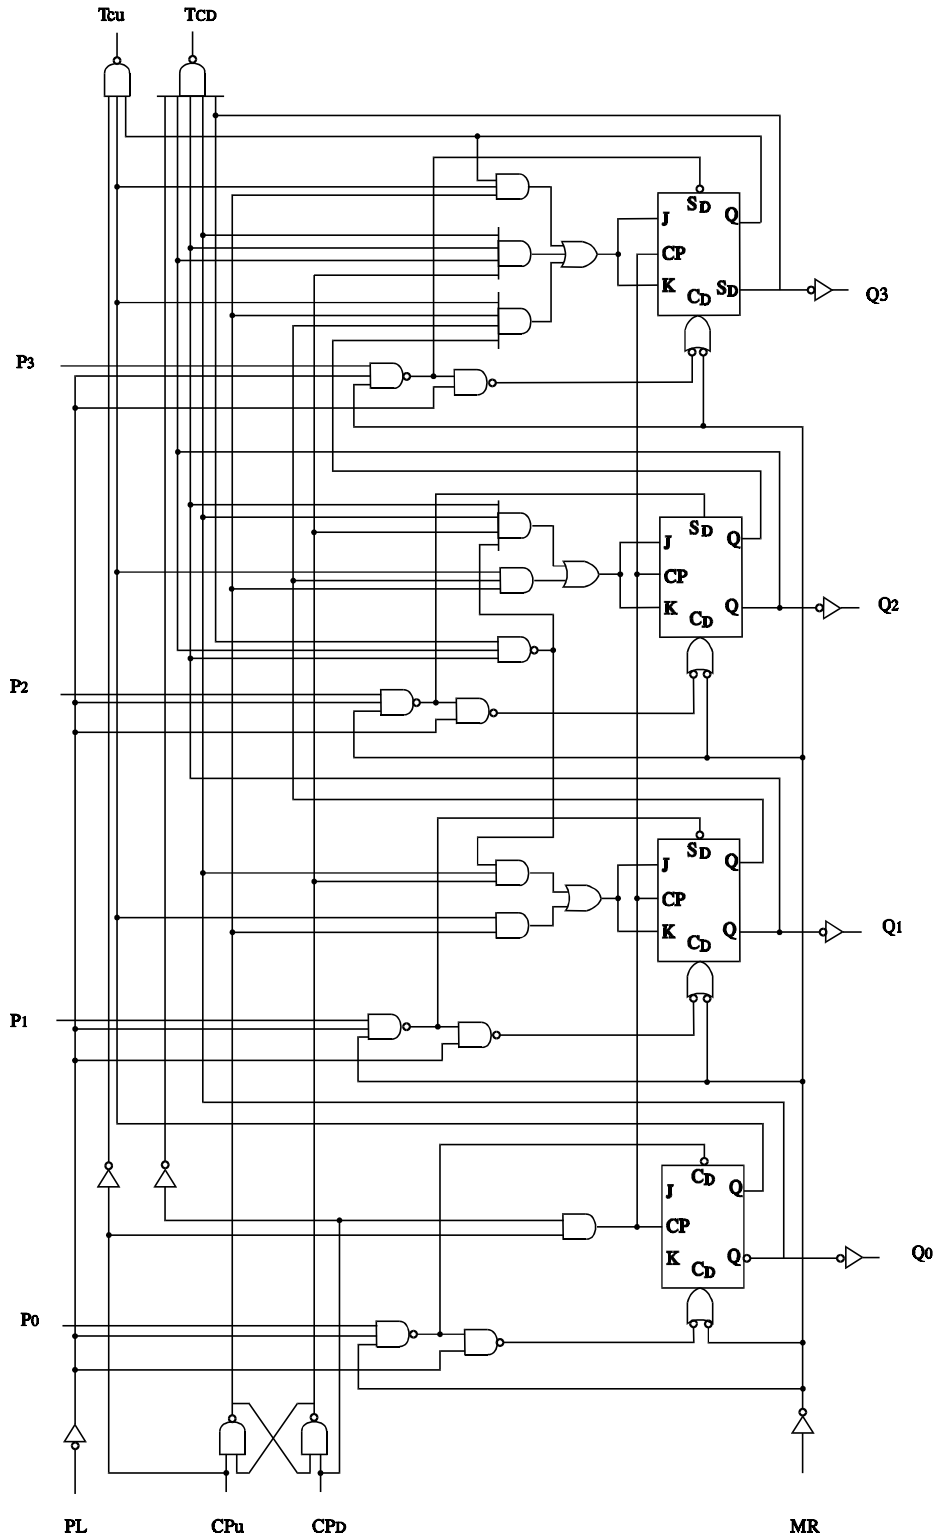 Tcu TCD
SD
J Q
CP
K CD SD
Q3
P3
SD
J Q
CP
K CD Q
Q2
P2
SD
J Q
CP
K CD Q
Q1
P1
CD
J Q
CP
K CD Q
Q0
P0
PL CPu CPD MR